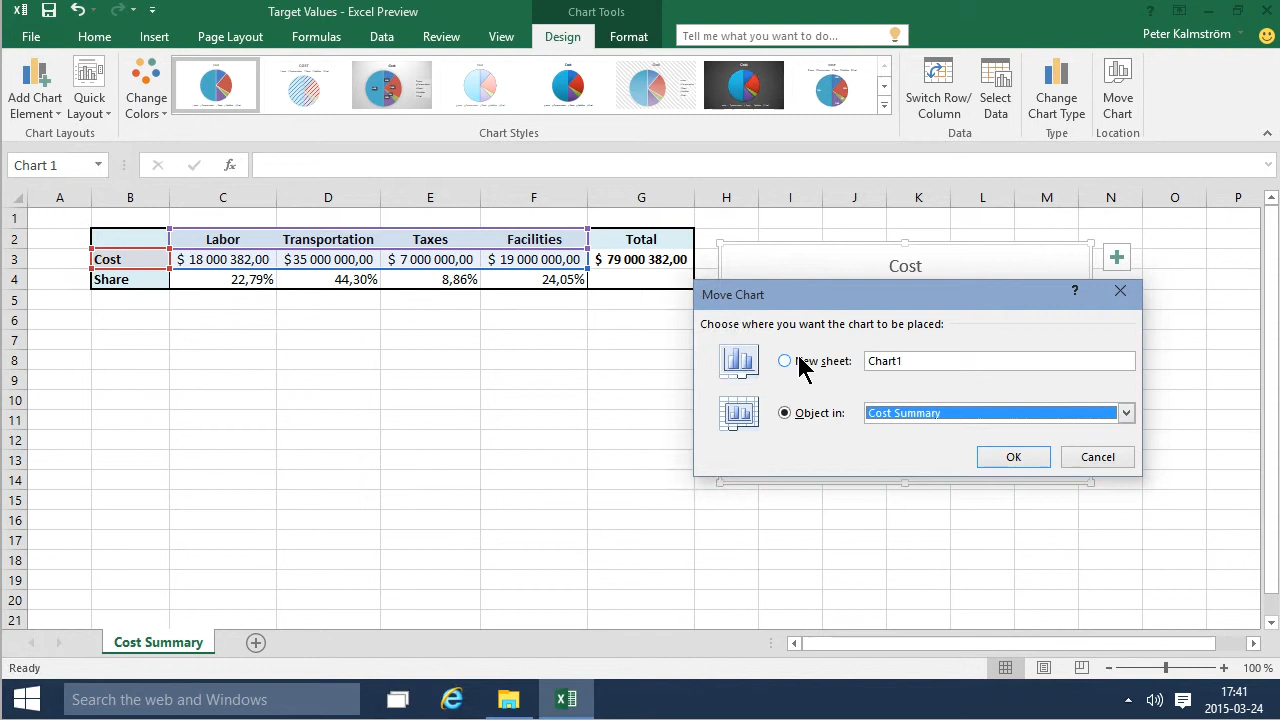 Target Values - Excel Preview
Chart Tools
File Home Insert Page Layout Formulas Data Review View Design Format Tell me what you want to do... Peter Kalmström
Add Chart Element Quick Layout Change Colors Switch Row/ Column Select Data Change Chart Type Move Chart
Chart Layouts Chart Styles Data Type Location
Chart 1 fx
A B C D E F G H I J K L M N O P
1
2 Labor Transportation Taxes Facilities Total
3 Cost $ 18 000 382,00 $ 35 000 000,00 $ 7 000 000,00 $ 19 000 000,00 $ 79 000 382,00
4 Share 22,79% 44,30% 8,86% 24,05%
5
6
7
8
9
10
11
12
13
14
15
16
17
18
19
20
21
Cost
Move Chart ?
Choose where you want the chart to be placed:
sheet: Chart1
Object in: Cost Summary
OK Cancel
Cost Summary
Ready 100 %
Search the web and Windows
17:41
2015-03-24